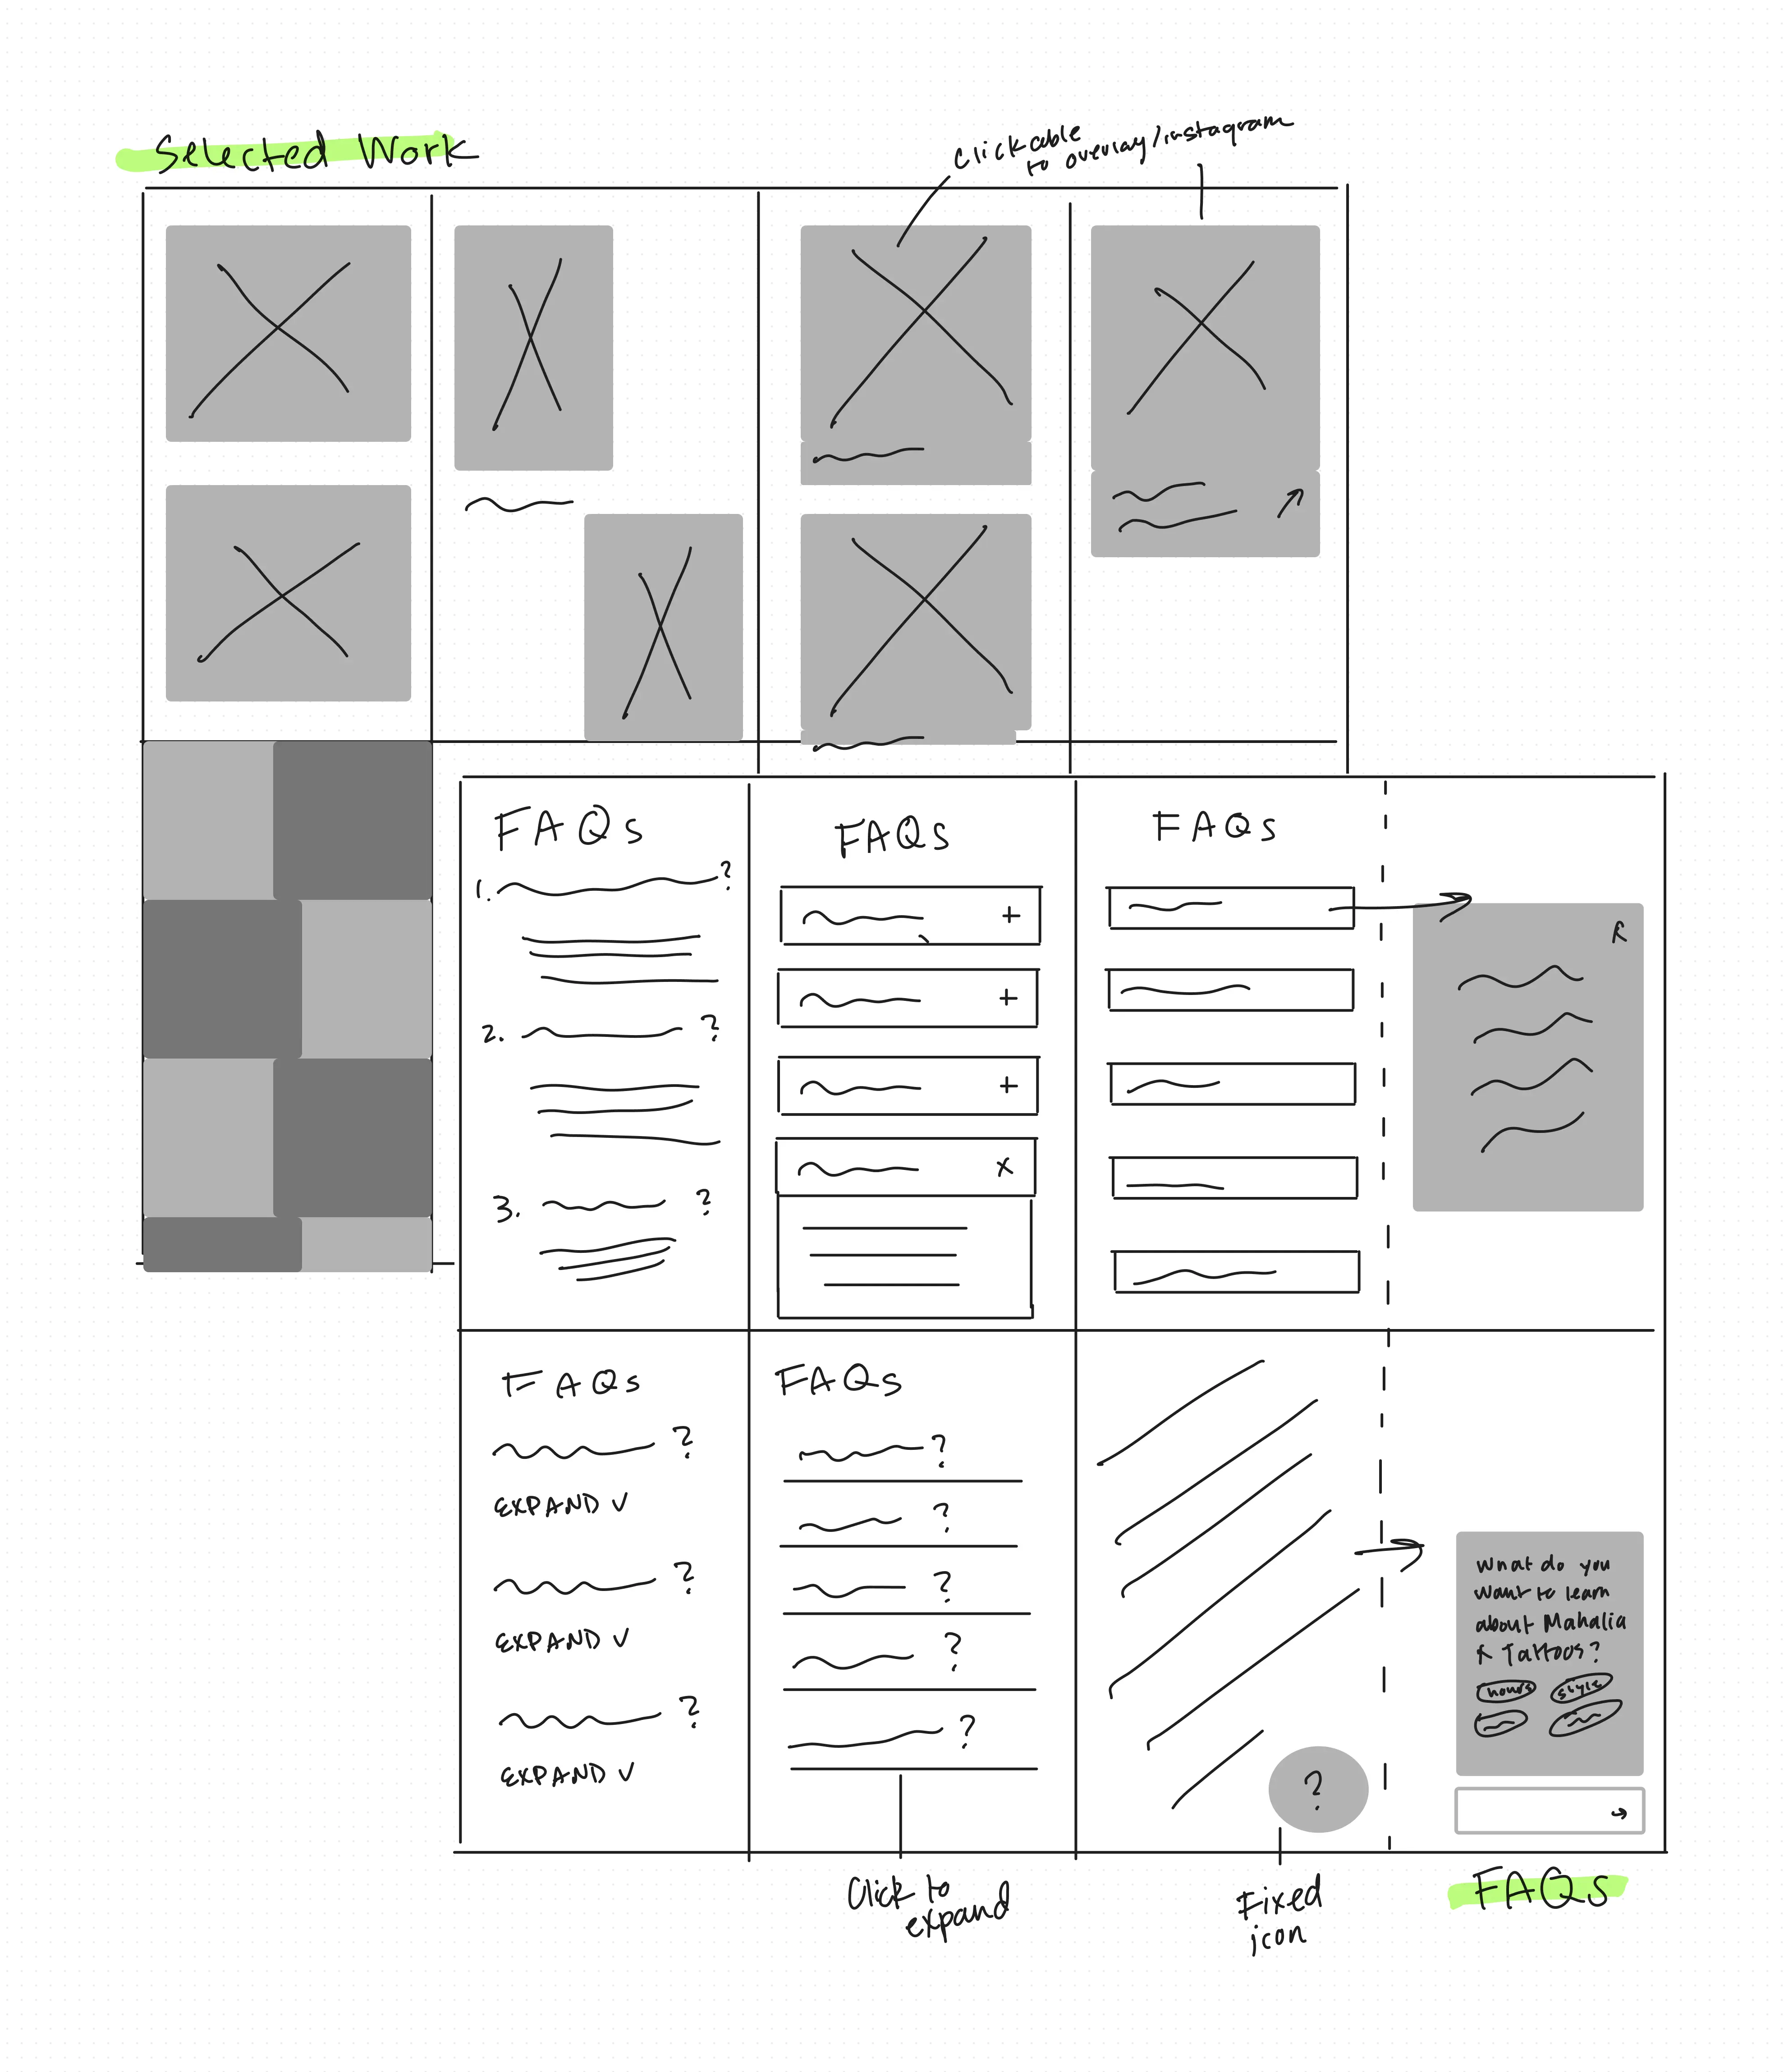 Selected Work
clickable
to overlay/instagram
FAQs
1. ?
2. ?
3. ?
FAQs
+
+
+
x
FAQs
FAQs
?
EXPAND
?
EXPAND
?
EXPAND
FAQs
?
?
?
?
?
Click to
expand
?
Fixed
icon
What do you
want to learn
about Mahalia
& Tattoos?
hours style
FAQs